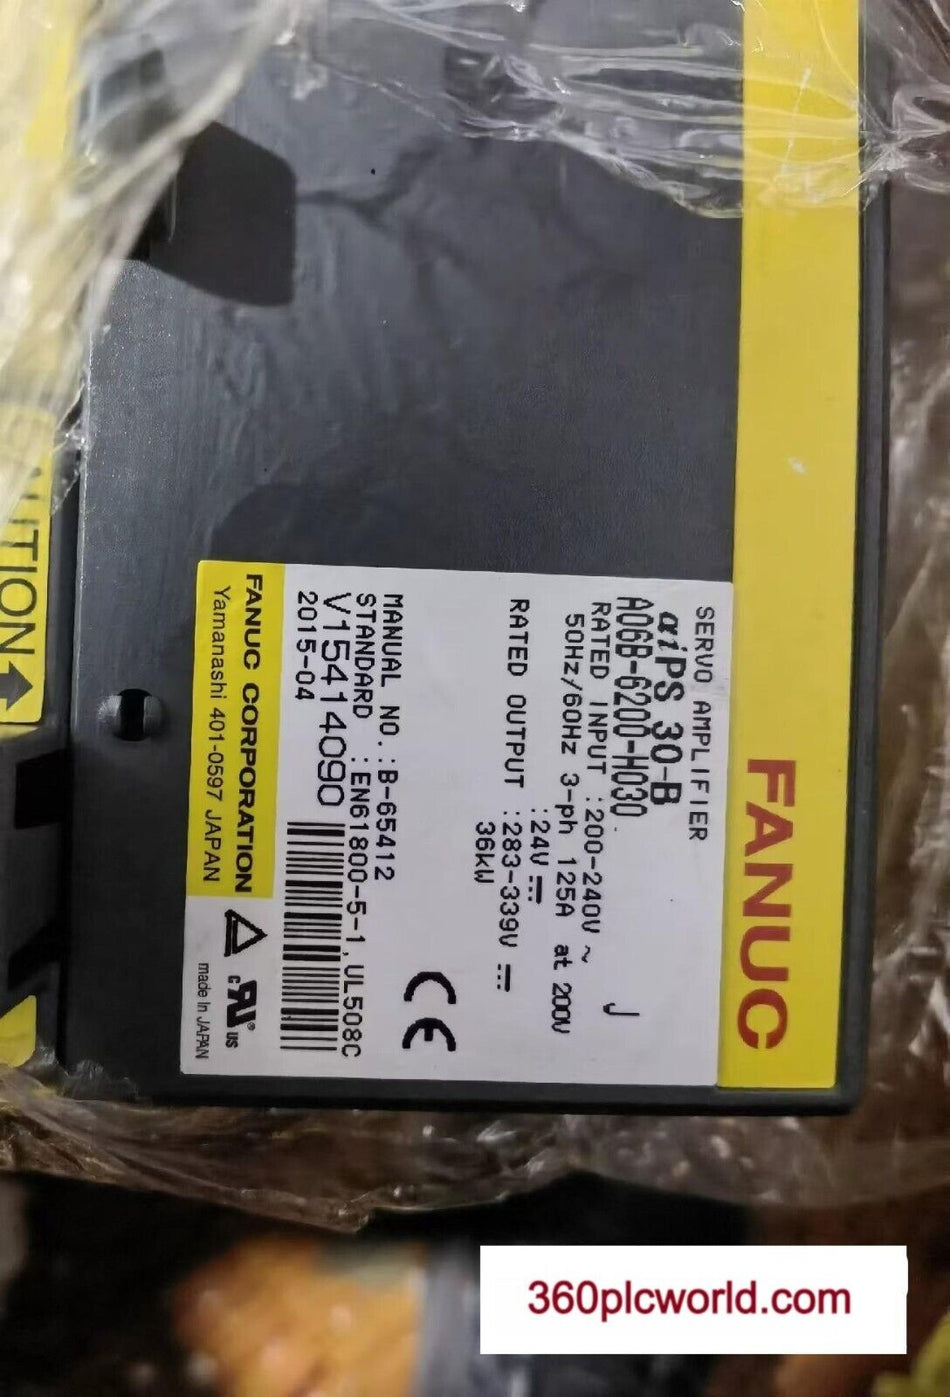 FANUC
SERVO AMPLIFIER
αiPS 30-B
A06B-6200-H030
RATED INPUT :200-240V ~
50Hz/60Hz 3-ph 125A at 200V
:24V ⎓
RATED OUTPUT :283-339V ⎓
36kW
J
MANUAL NO. :B-65412
STANDARD :EN61800-5-1, UL508C
V15414090
2015-04
CE
FANUC CORPORATION
Yamanashi 401-0597 JAPAN
c US
made in JAPAN
360plcworld.com